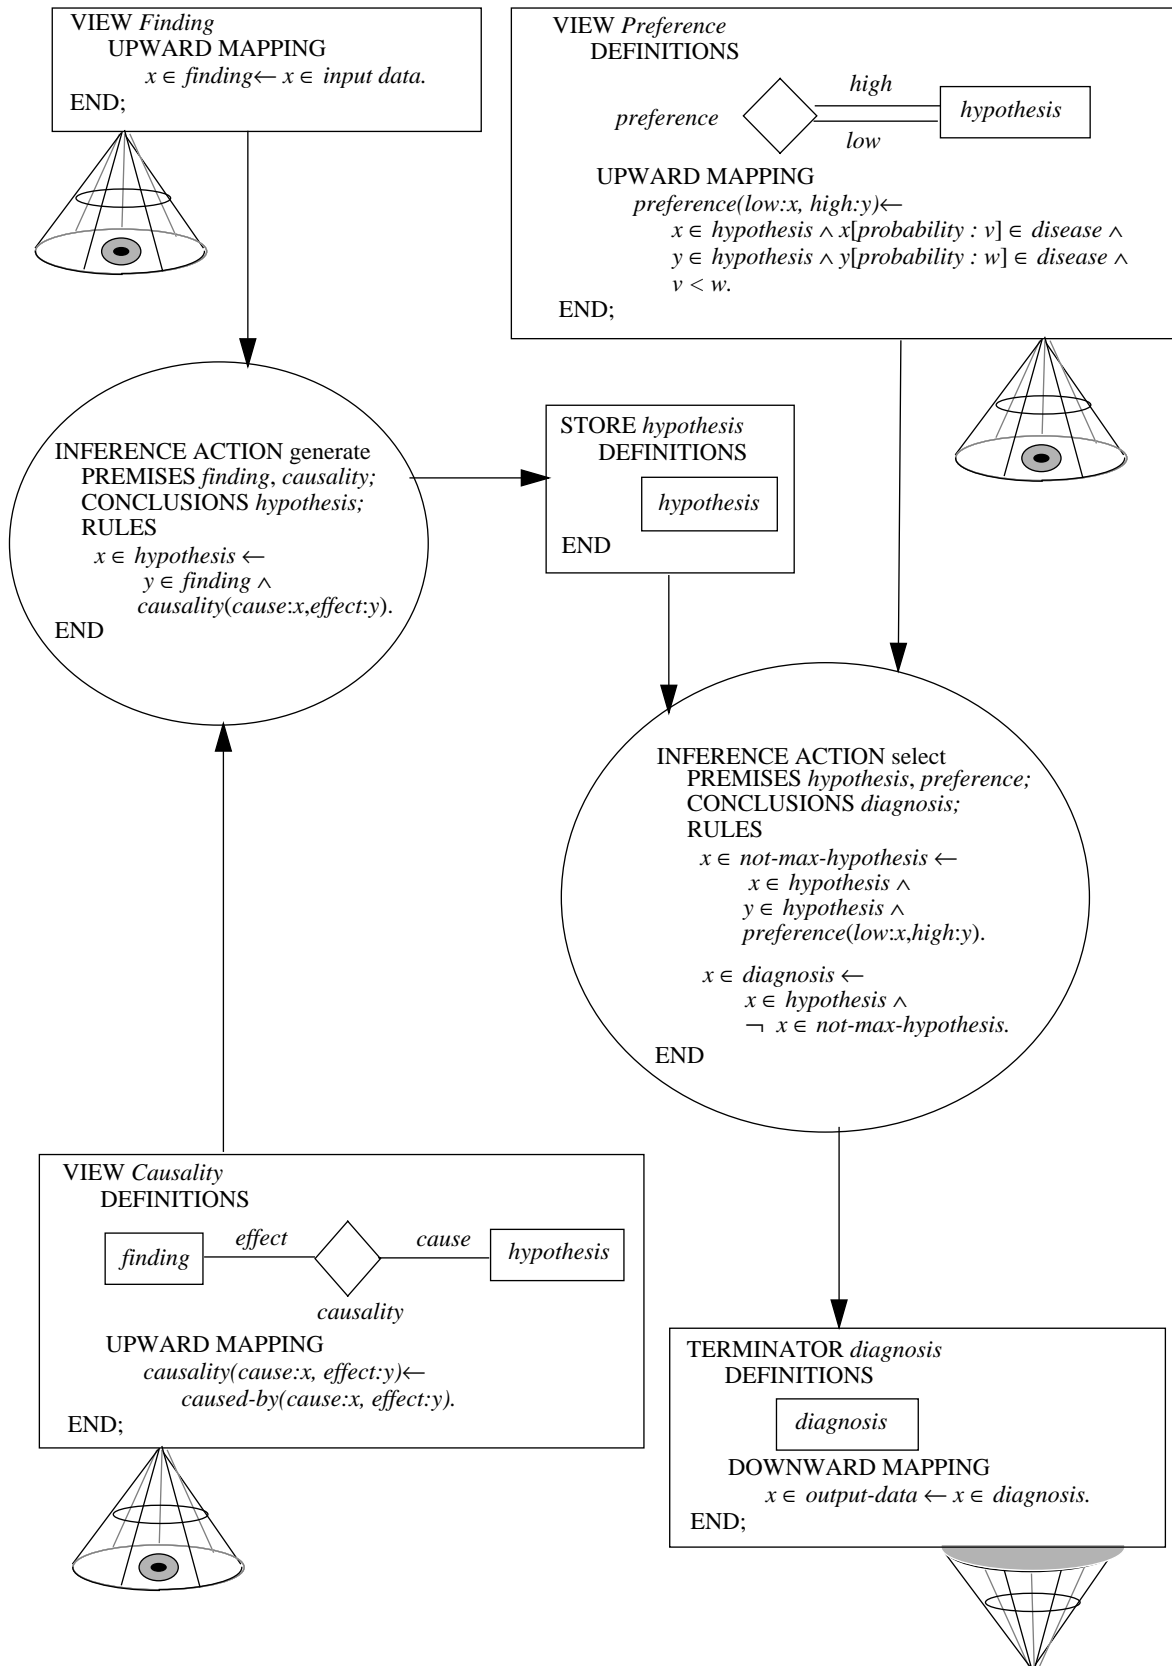 VIEW Finding
UPWARD MAPPING
x ∈ finding← x ∈ input data.
END;
VIEW Preference
DEFINITIONS
high
preference
hypothesis
low
UPWARD MAPPING
preference(low:x, high:y)←
x ∈ hypothesis ∧ x[probability : v] ∈ disease ∧
y ∈ hypothesis ∧ y[probability : w] ∈ disease ∧
v < w.
END;
INFERENCE ACTION generate
PREMISES finding, causality;
CONCLUSIONS hypothesis;
RULES
x ∈ hypothesis ←
y ∈ finding ∧
causality(cause:x,effect:y).
END
STORE hypothesis
DEFINITIONS
hypothesis
END
INFERENCE ACTION select
PREMISES hypothesis, preference;
CONCLUSIONS diagnosis;
RULES
x ∈ not-max-hypothesis ←
x ∈ hypothesis ∧
y ∈ hypothesis ∧
preference(low:x,high:y).
x ∈ diagnosis ←
x ∈ hypothesis ∧
¬ x ∈ not-max-hypothesis.
END
VIEW Causality
DEFINITIONS
effect
cause
finding
hypothesis
causality
UPWARD MAPPING
causality(cause:x, effect:y)←
caused-by(cause:x, effect:y).
END;
TERMINATOR diagnosis
DEFINITIONS
diagnosis
DOWNWARD MAPPING
x ∈ output-data ← x ∈ diagnosis.
END;